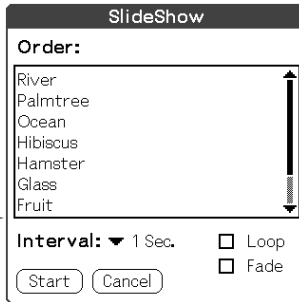 SlideShow
Order:
River
Palmtree
Ocean
Hibiscus
Hamster
Glass
Fruit
Interval: 1 Sec. Loop
Fade
Start Cancel